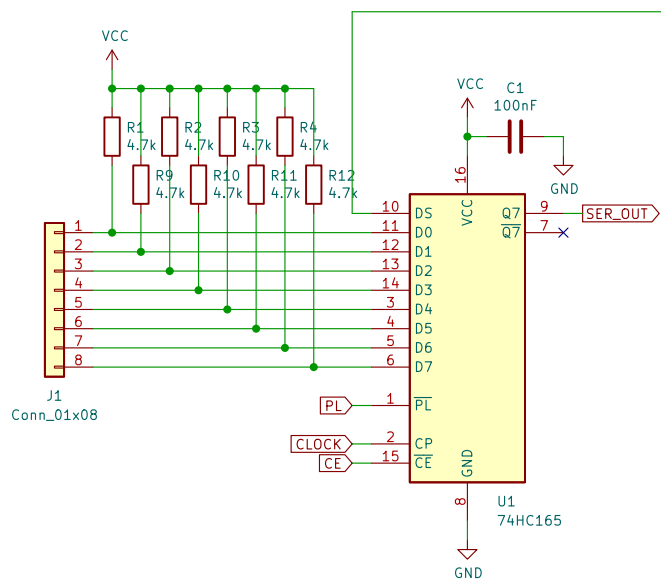 VCC
VCC
C1
100nF
R1
R2
R3
R4
4.7k
4.7k
4.7k
4.7k
R9
R10
R11
R12
4.7k
4.7k
4.7k
4.7k
GND
16
VCC
10 DS
Q7 9 SER_OUT
1
11 D0
Q7 7
2
12 D1
3
13 D2
4
14 D3
5
3 D4
6
4 D5
7
5 D6
8
6 D7
J1
Conn_01x08
PL 1 PL
CLOCK 2 CP
CE 15 CE
GND
8
U1
74HC165
GND